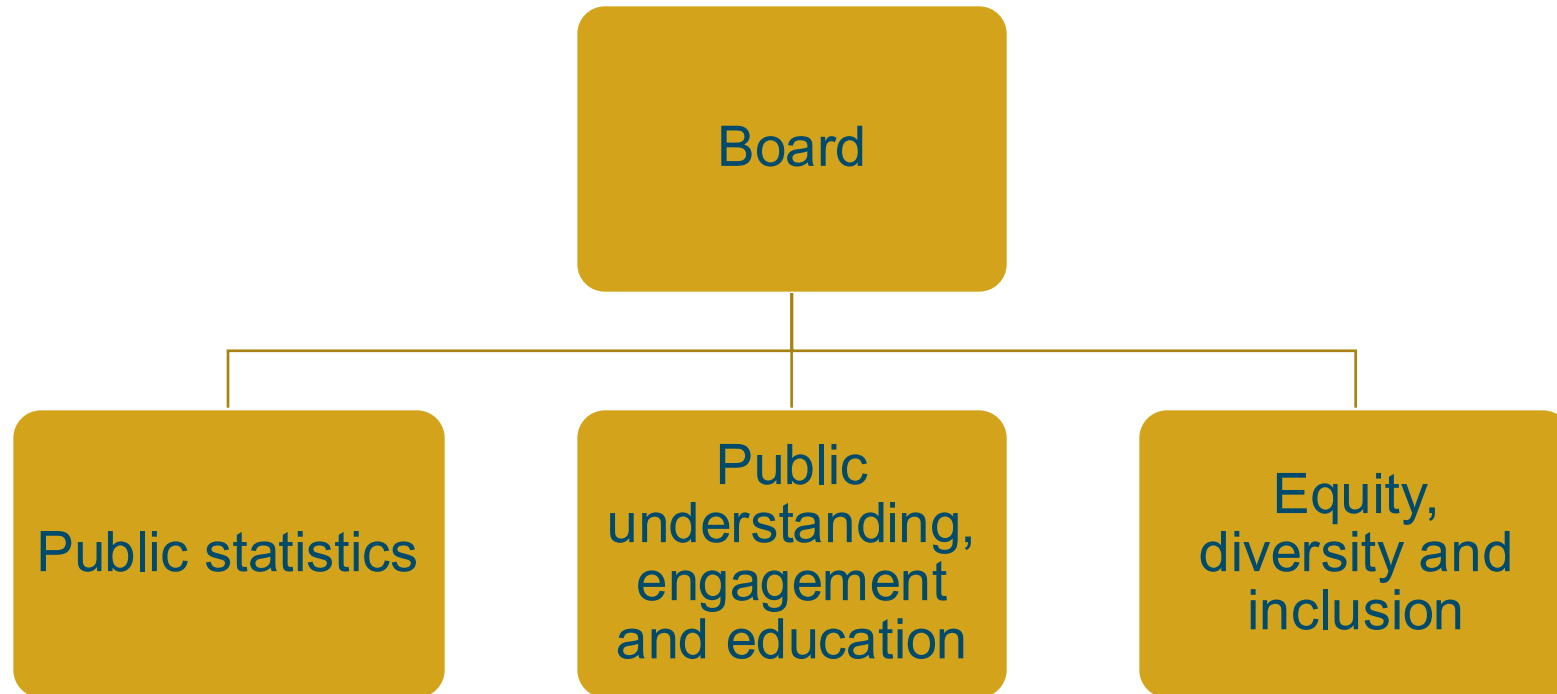 Board
Public statistics
Public
understanding,
engagement
and education
Equity,
diversity and
inclusion